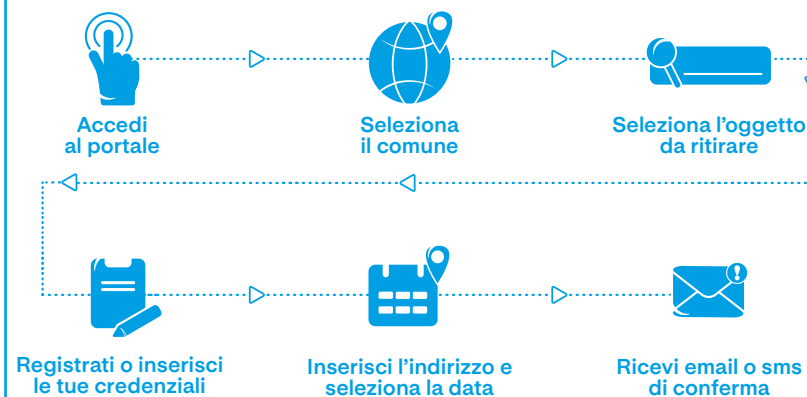 Accedi
al portale
Seleziona
il comune
Seleziona l'oggetto
da ritirare
Registrati o inserisci
le tue credenziali
Inserisci l'indirizzo e
seleziona la data
Ricevi email o sms
di conferma